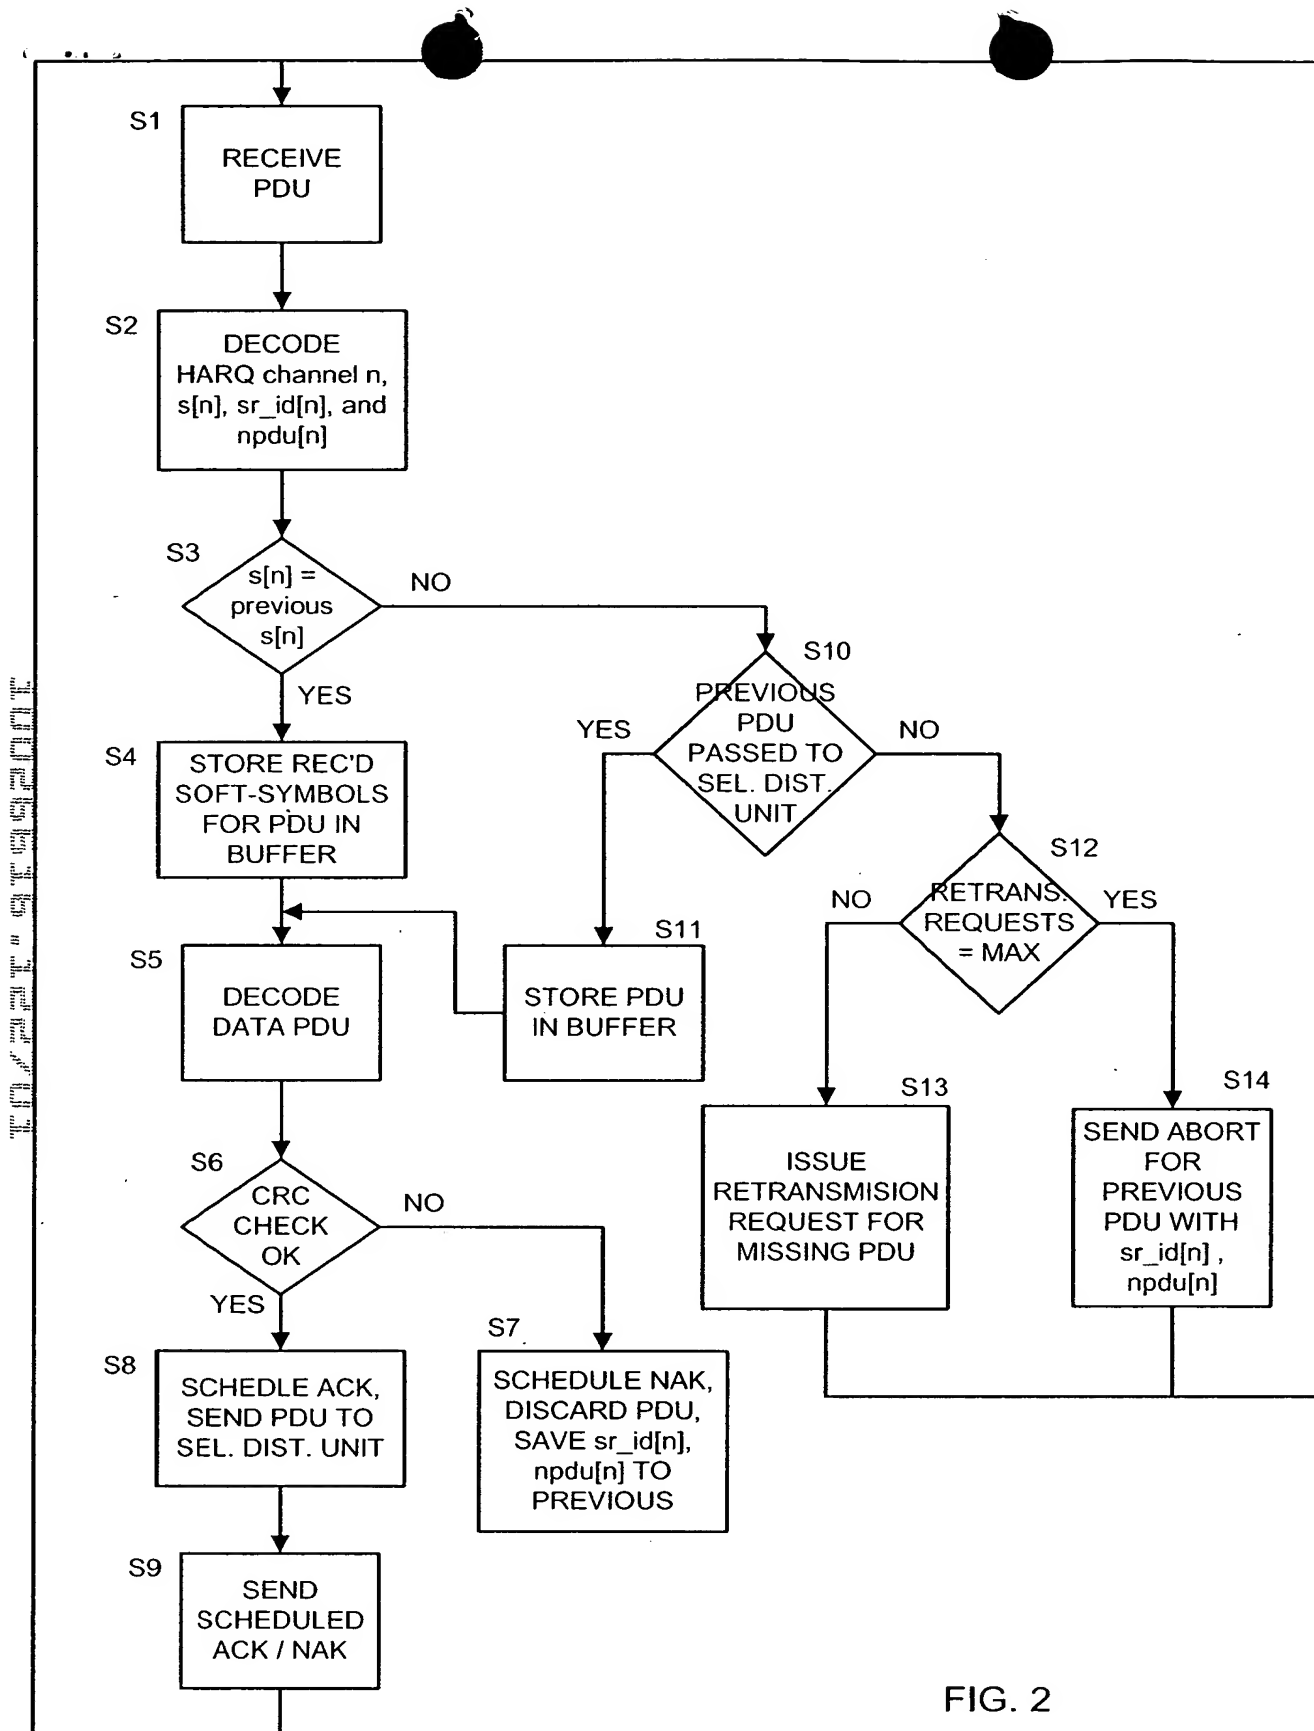 S1
RECEIVE
PDU
S2
DECODE
HARQ channel n,
s[n], sr_id[n], and
npdu[n]
S3
s[n] =
previous
s[n]
NO
YES
S10
PREVIOUS
PDU
PASSED TO
SEL. DIST.
UNIT
YES
NO
S4
STORE REC'D
SOFT-SYMBOLS
FOR PDU IN
BUFFER
S12
RETRANS.
REQUESTS
= MAX
NO
YES
S11
STORE PDU
IN BUFFER
S5
DECODE
DATA PDU
S13
ISSUE
RETRANSMISION
REQUEST FOR
MISSING PDU
S14
SEND ABORT
FOR
PREVIOUS
PDU WITH
sr_id[n] ,
npdu[n]
S6
CRC
CHECK
OK
NO
YES
S7
SCHEDULE NAK,
DISCARD PDU,
SAVE sr_id[n],
npdu[n] TO
PREVIOUS
S8
SCHEDLE ACK,
SEND PDU TO
SEL. DIST. UNIT
S9
SEND
SCHEDULED
ACK / NAK
FIG. 2